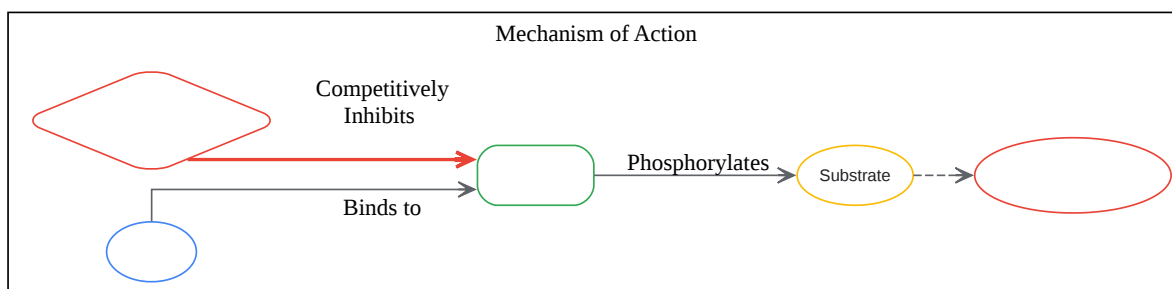 Mechanism of Action
Competitively
Inhibits
Phosphorylates
Substrate
Binds to